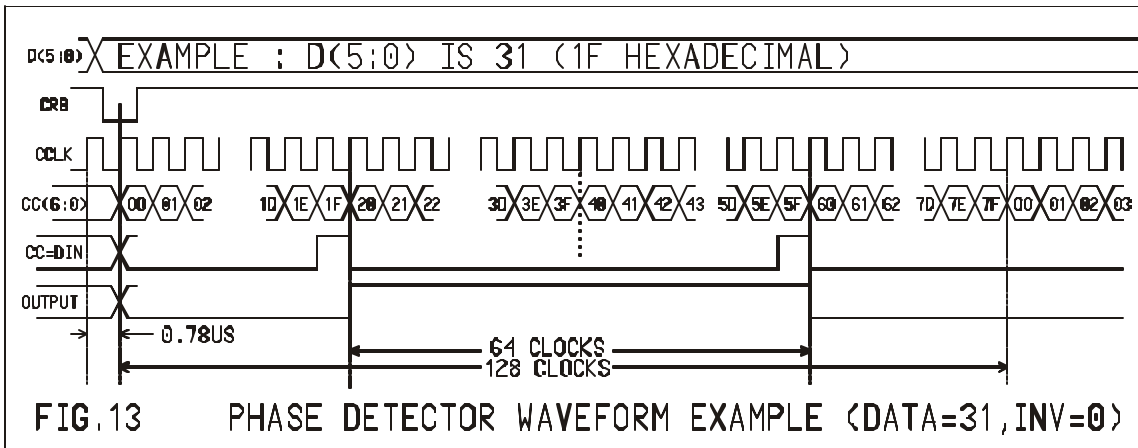 D(5:0) EXAMPLE : D(5:0) IS 31 (1F HEXADECIMAL)
CRB
CCLK
CC(6:0) 00 01 02 1D 1E 1F 20 21 22 3D 3E 3F 40 41 42 43 5D 5E 5F 60 61 62 7D 7E 7F 00 01 02 03
CC=DIN
OUTPUT
0.78US
64 CLOCKS
128 CLOCKS
FIG.13 PHASE DETECTOR WAVEFORM EXAMPLE (DATA=31,INV=0)